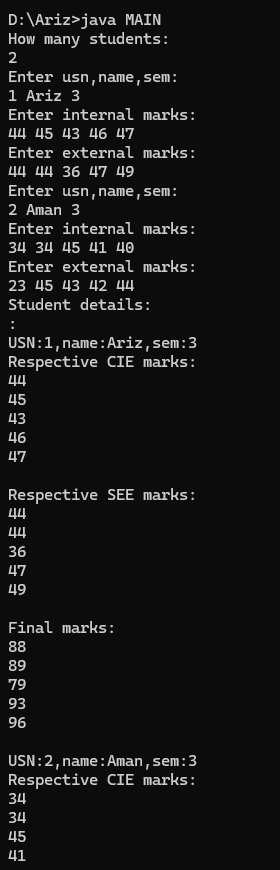 D:\Ariz>java MAIN
How many students:
2
Enter usn,name,sem:
1 Ariz 3
Enter internal marks:
44 45 43 46 47
Enter external marks:
44 44 36 47 49
Enter usn,name,sem:
2 Aman 3
Enter internal marks:
34 34 45 41 40
Enter external marks:
23 45 43 42 44
Student details:
:
USN:1,name:Ariz,sem:3
Respective CIE marks:
44
45
43
46
47

Respective SEE marks:
44
44
36
47
49

Final marks:
88
89
79
93
96

USN:2,name:Aman,sem:3
Respective CIE marks:
34
34
45
41